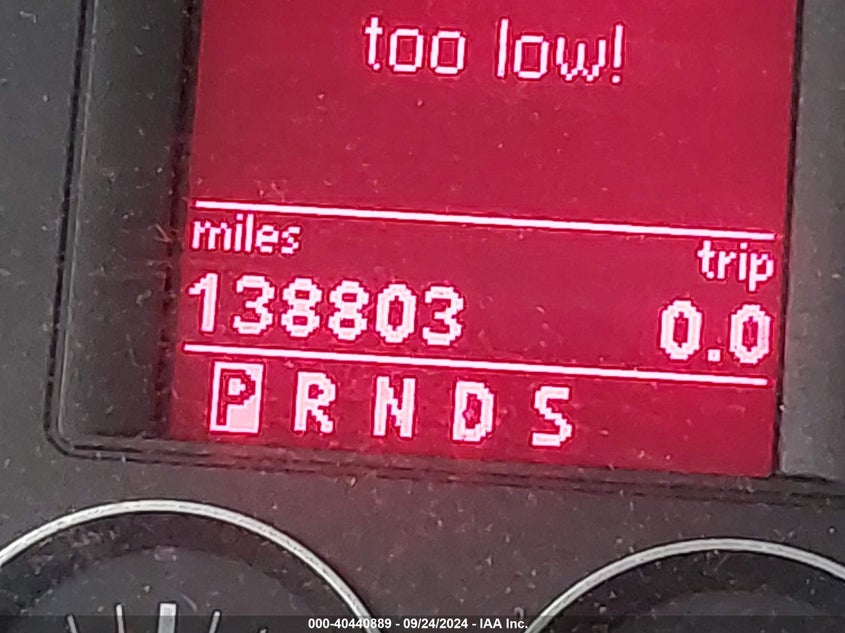 too low!
miles trip
138803 0.0
P R N D S
000-40440889 - 09/24/2024 - IAA Inc.